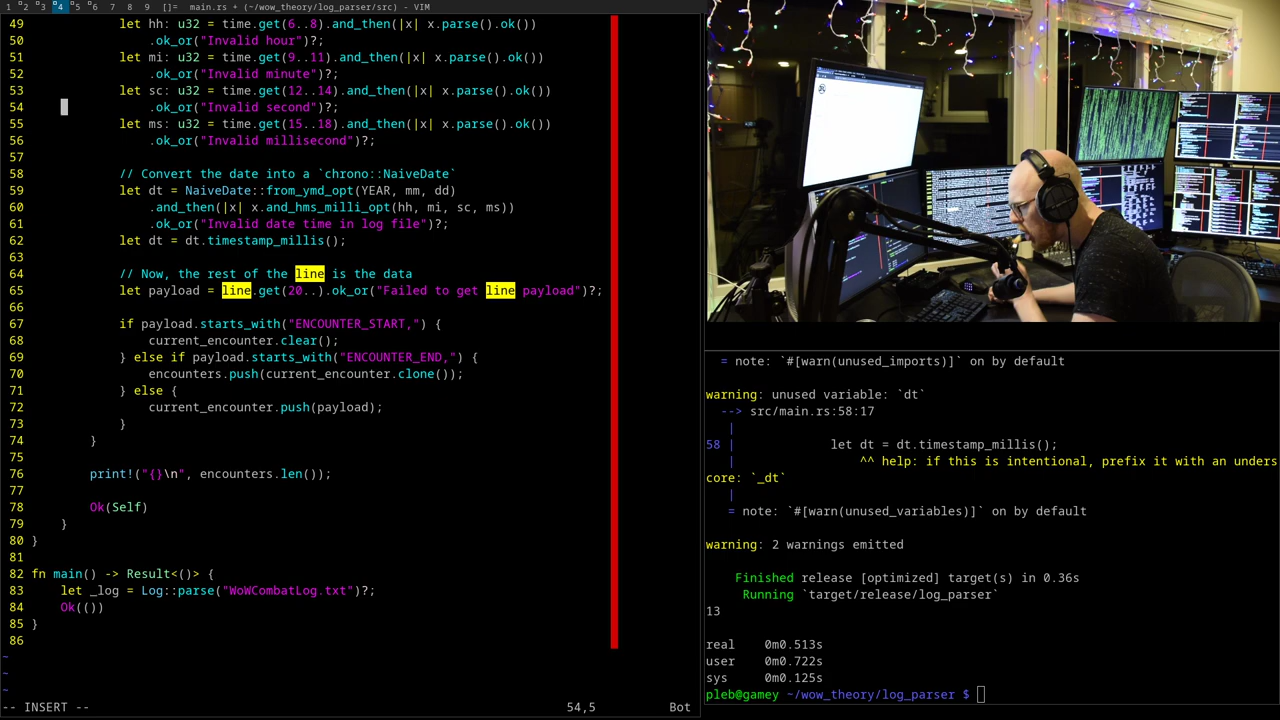 1 2 3 4 5 6 7 8 9 []= main.rs + (~/wow_theory/log_parser/src) - VIM
49 let hh: u32 = time.get(6..8).and_then(|x| x.parse().ok())
50 .ok_or("Invalid hour")?;
51 let mi: u32 = time.get(9..11).and_then(|x| x.parse().ok())
52 .ok_or("Invalid minute")?;
53 let sc: u32 = time.get(12..14).and_then(|x| x.parse().ok())
54 .ok_or("Invalid second")?;
55 let ms: u32 = time.get(15..18).and_then(|x| x.parse().ok())
56 .ok_or("Invalid millisecond")?;
57
58 // Convert the date into a `chrono::NaiveDate`
59 let dt = NaiveDate::from_ymd_opt(YEAR, mm, dd)
60 .and_then(|x| x.and_hms_milli_opt(hh, mi, sc, ms))
61 .ok_or("Invalid date time in log file")?;
62 let dt = dt.timestamp_millis();
63
64 // Now, the rest of the line is the data
65 let payload = line.get(20..).ok_or("Failed to get line payload")?;
66
67 if payload.starts_with("ENCOUNTER_START,") {
68 current_encounter.clear();
69 } else if payload.starts_with("ENCOUNTER_END,") {
70 encounters.push(current_encounter.clone());
71 } else {
72 current_encounter.push(payload);
73 }
74 }
75
76 print!("{}\n", encounters.len());
77
78 Ok(Self)
79 }
80 }
81
82 fn main() -> Result<()> {
83 let _log = Log::parse("WoWCombatLog.txt")?;
84 Ok(())
85 }
86
~
~
~
-- INSERT -- 54,5 Bot
= note: `#[warn(unused_imports)]` on by default
warning: unused variable: `dt`
--> src/main.rs:58:17
|
58 | let dt = dt.timestamp_millis();
| ^^ help: if this is intentional, prefix it with an unders
core: `_dt`
|
= note: `#[warn(unused_variables)]` on by default
warning: 2 warnings emitted
Finished release [optimized] target(s) in 0.36s
Running `target/release/log_parser`
13
real 0m0.513s
user 0m0.722s
sys 0m0.125s
pleb@gamey ~/wow_theory/log_parser $